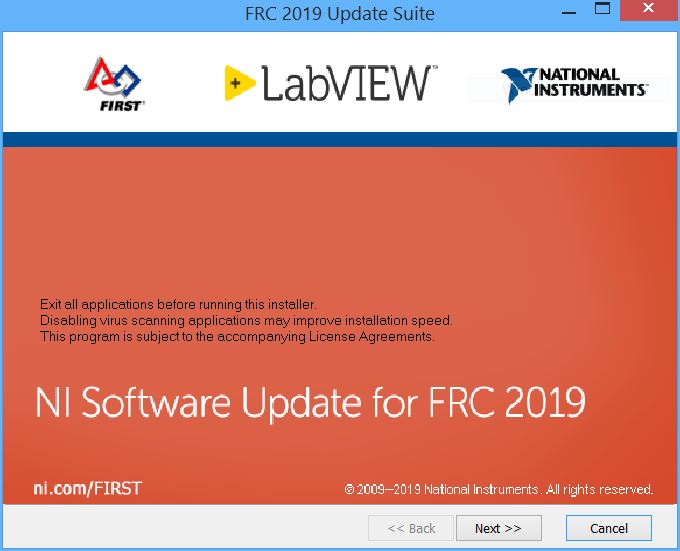 FRC 2019 Update Suite
FIRST®
LabVIEW™
NATIONAL
INSTRUMENTS™
Exit all applications before running this installer.
Disabling virus scanning applications may improve installation speed.
This program is subject to the accompanying License Agreements.
NI Software Update for FRC 2019
ni.com/FIRST
© 2009–2019 National Instruments. All rights reserved.
<< Back
Next >>
Cancel